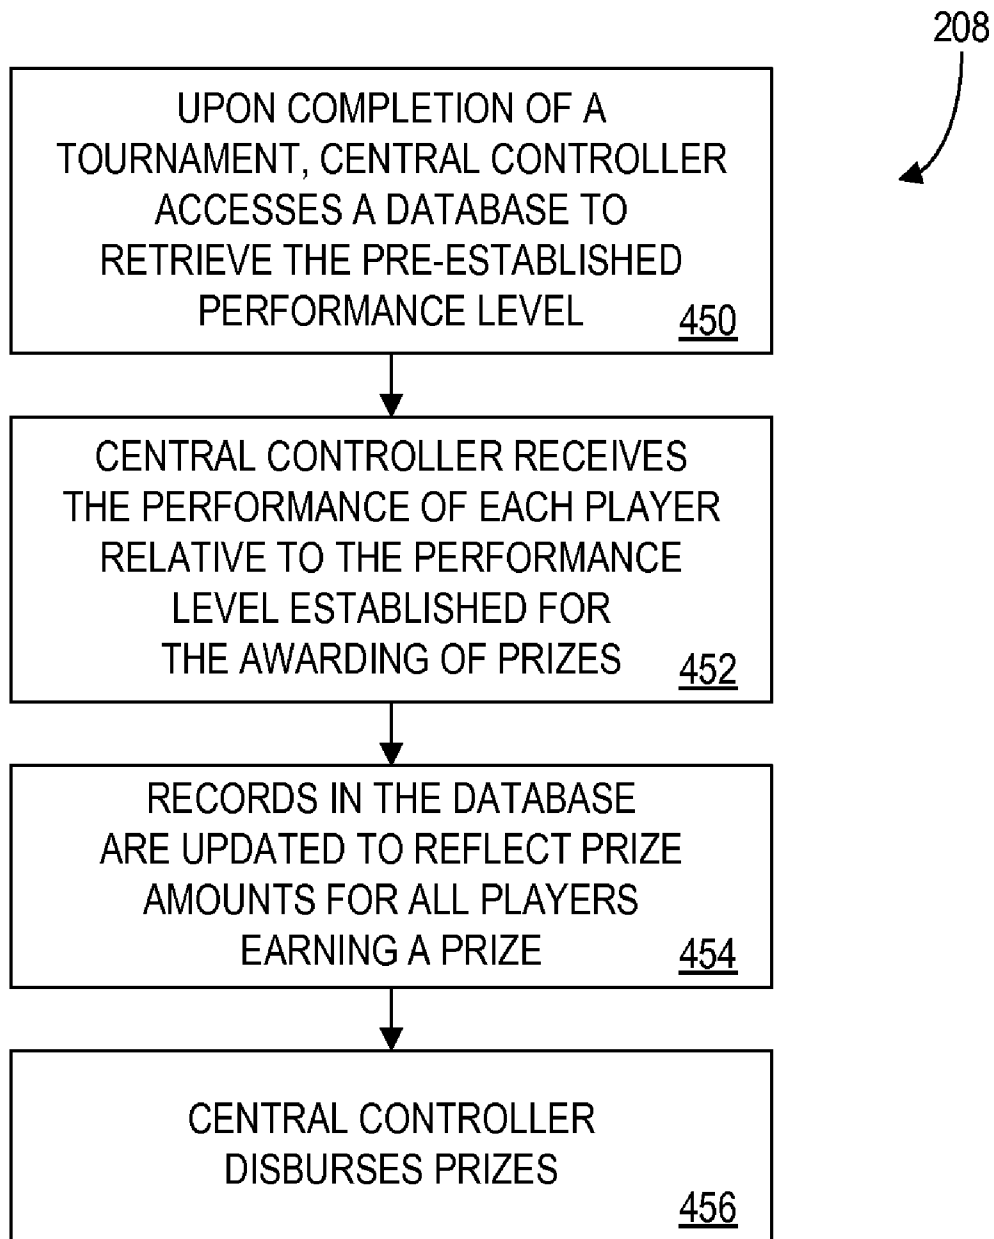 208
UPON COMPLETION OF A
TOURNAMENT, CENTRAL CONTROLLER
ACCESSES A DATABASE TO
RETRIEVE THE PRE-ESTABLISHED
PERFORMANCE LEVEL
450
CENTRAL CONTROLLER RECEIVES
THE PERFORMANCE OF EACH PLAYER
RELATIVE TO THE PERFORMANCE
LEVEL ESTABLISHED FOR
THE AWARDING OF PRIZES
452
RECORDS IN THE DATABASE
ARE UPDATED TO REFLECT PRIZE
AMOUNTS FOR ALL PLAYERS
EARNING A PRIZE
454
CENTRAL CONTROLLER
DISBURSES PRIZES
456